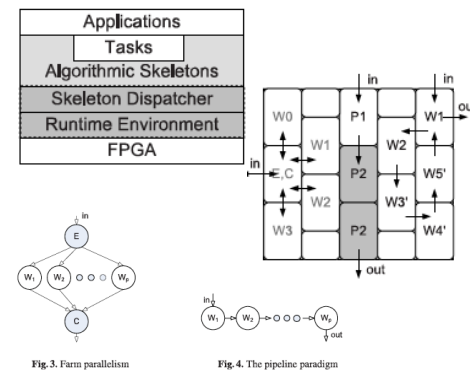 Applications
Tasks
Algorithmic Skeletons
Skeleton Dispatcher
Runtime Environment
FPGA
in
in
out
W0
P1
W1
W1
W2
in
E,C
P2
W5'
W2
W3'
W3
P2
W4'
out
in
E
W1
W2
Wp
C
in
W1
W2
Wp
out
Fig. 3. Farm parallelism
Fig. 4. The pipeline paradigm